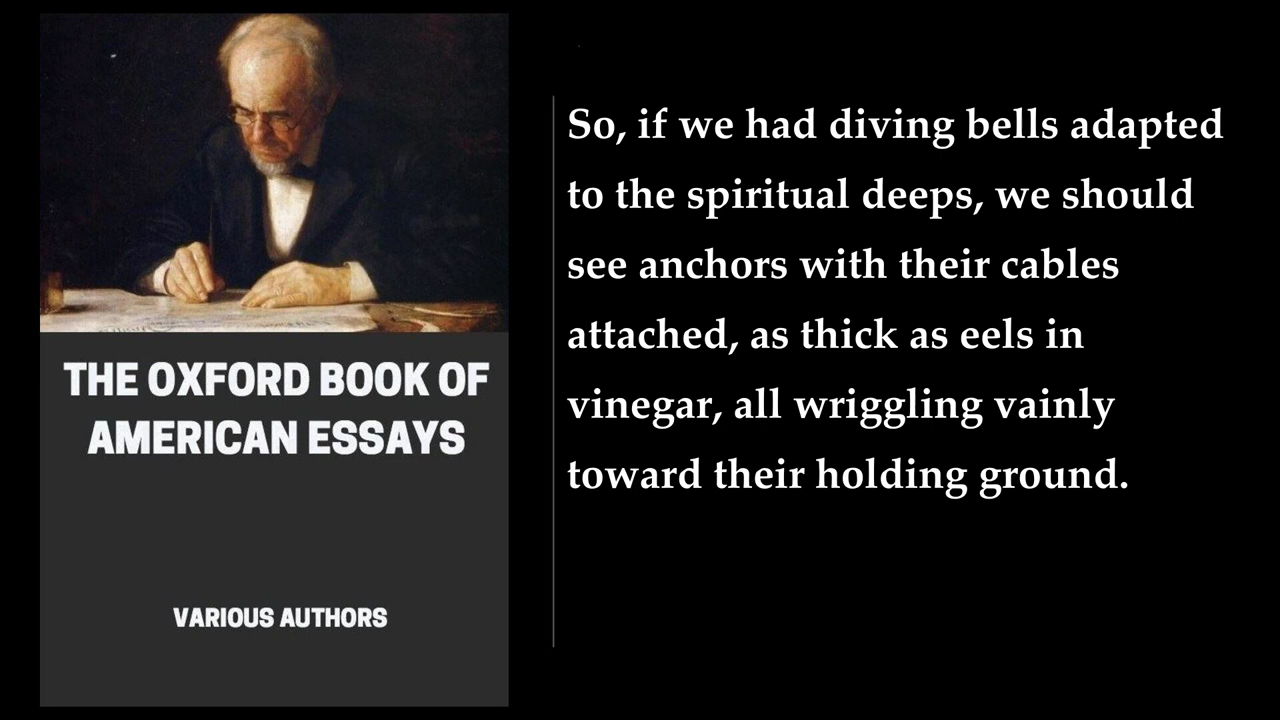 THE OXFORD BOOK OF
AMERICAN ESSAYS
VARIOUS AUTHORS
So, if we had diving bells adapted
to the spiritual deeps, we should
see anchors with their cables
attached, as thick as eels in
vinegar, all wriggling vainly
toward their holding ground.